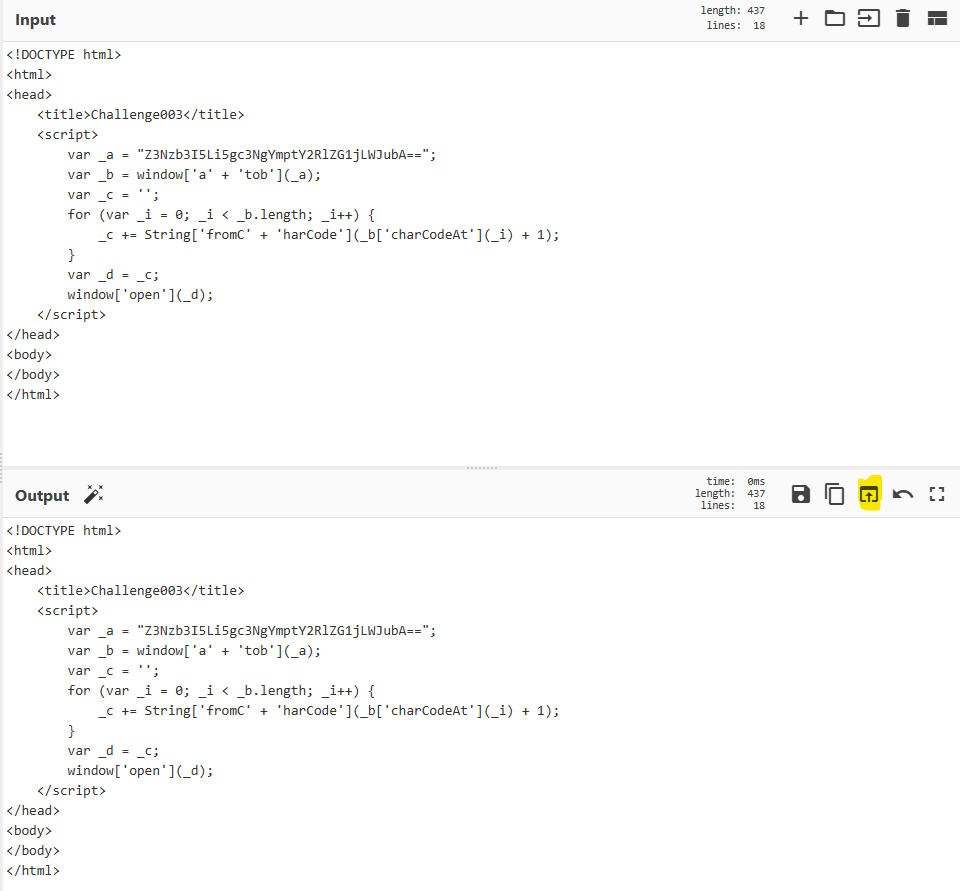 Input
length: 437
lines: 18
<!DOCTYPE html>
<html>
<head>
    <title>Challenge003</title>
    <script>
        var _a = "Z3Nzb3I5Li5gc3NgYmptY2RlZG1jLWJubA==";
        var _b = window['a' + 'tob'](_a);
        var _c = '';
        for (var _i = 0; _i < _b.length; _i++) {
            _c += String['fromC' + 'harCode'](_b['charCodeAt'](_i) + 1);
        }
        var _d = _c;
        window['open'](_d);
    </script>
</head>
<body>
</body>
</html>
Output
time: 0ms
length: 437
lines: 18
<!DOCTYPE html>
<html>
<head>
    <title>Challenge003</title>
    <script>
        var _a = "Z3Nzb3I5Li5gc3NgYmptY2RlZG1jLWJubA==";
        var _b = window['a' + 'tob'](_a);
        var _c = '';
        for (var _i = 0; _i < _b.length; _i++) {
            _c += String['fromC' + 'harCode'](_b['charCodeAt'](_i) + 1);
        }
        var _d = _c;
        window['open'](_d);
    </script>
</head>
<body>
</body>
</html>